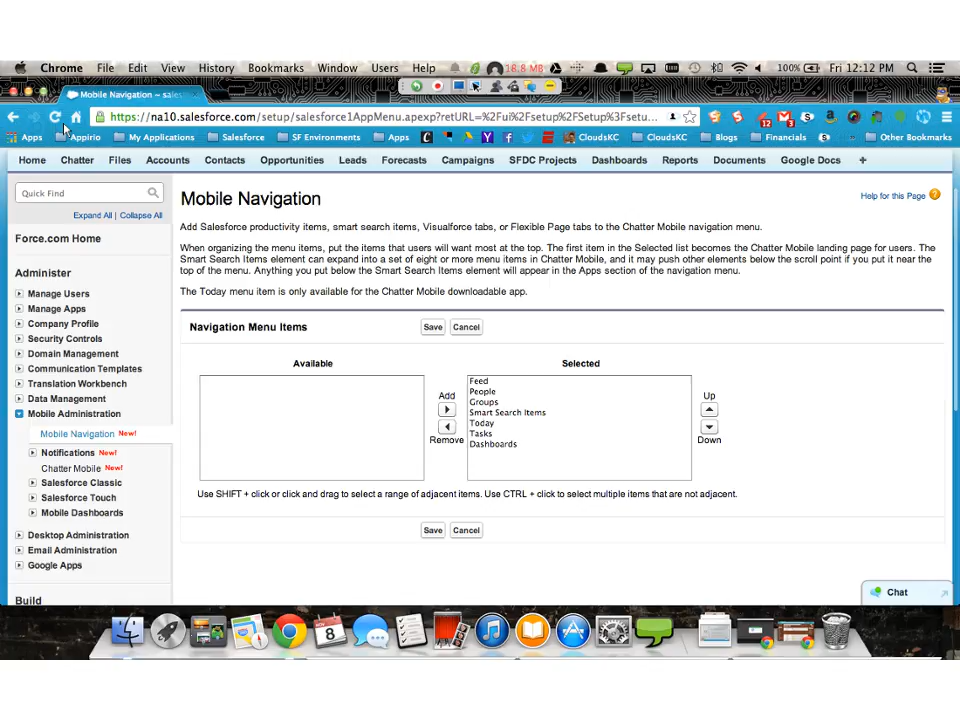 Chrome File Edit View History Bookmarks Window Users Help 18.8 MB 100% Fri Nov 8 12:12 PM
Mobile Navigation – sales
https://na10.salesforce.com/setup/salesforce1AppMenu.apexp?retURL=%2Fui%2Fsetup%2FSetup%3Fsetu...
Apps Appirio My Applications Salesforce SF Environments Apps CloudsKC CloudsKC Blogs Financials » Other Bookmarks
Home Chatter Files Accounts Contacts Opportunities Leads Forecasts Campaigns SFDC Projects Dashboards Reports Documents Google Docs +
Quick Find
Expand All | Collapse All
Force.com Home
Administer
Manage Users
Manage Apps
Company Profile
Security Controls
Domain Management
Communication Templates
Translation Workbench
Data Management
Mobile Administration
Mobile Navigation New!
Notifications New!
Chatter Mobile New!
Salesforce Classic
Salesforce Touch
Mobile Dashboards
Desktop Administration
Email Administration
Google Apps
Build
Mobile Navigation
Help for this Page ?
Add Salesforce productivity items, smart search items, Visualforce tabs, or Flexible Page tabs to the Chatter Mobile navigation menu.
When organizing the menu items, put the items that users will want most at the top. The first item in the Selected list becomes the Chatter Mobile landing page for users. The
Smart Search Items element can expand into a set of eight or more menu items in Chatter Mobile, and it may push other elements below the scroll point if you put it near the
top of the menu. Anything you put below the Smart Search Items element will appear in the Apps section of the navigation menu.
The Today menu item is only available for the Chatter Mobile downloadable app.
Navigation Menu Items Save Cancel
Available Selected
Feed
People
Groups
Smart Search Items
Today
Tasks
Dashboards
Add
Remove
Up
Down
Use SHIFT + click or click and drag to select a range of adjacent items. Use CTRL + click to select multiple items that are not adjacent.
Save Cancel
Chat
8